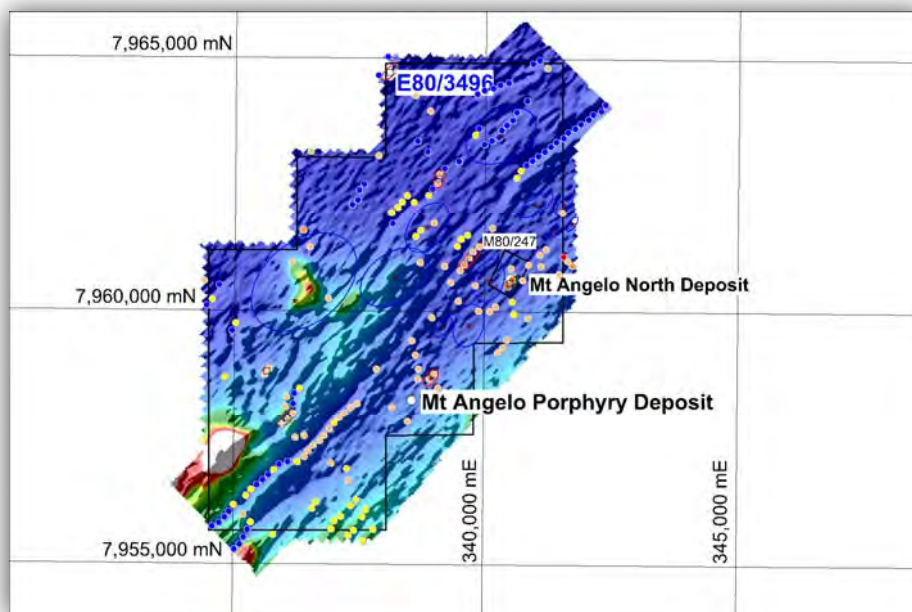 7,965,000 mN
E80/3496
M80/247
Mt Angelo North Deposit
7,960,000 mN
Mt Angelo Porphyry Deposit
340,000 mE
345,000 mE
7,955,000 mN